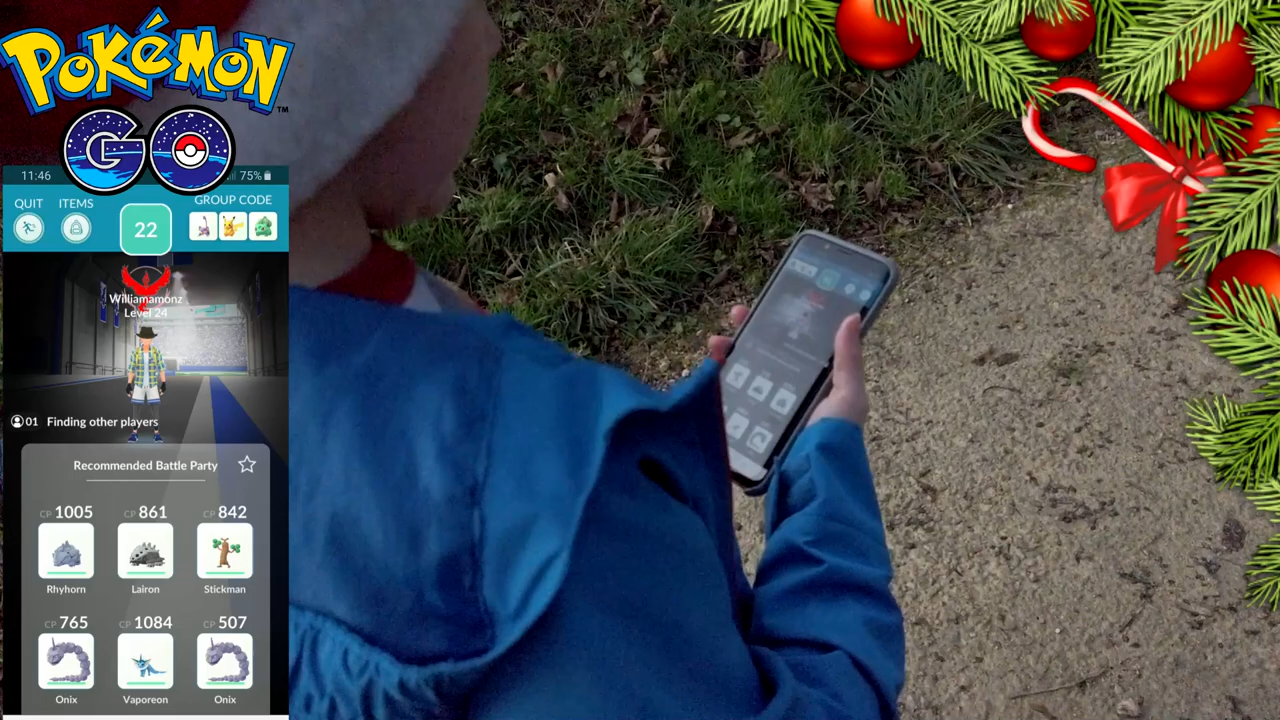 POKÉMON
GO
TM
11:46
75%
QUIT
ITEMS
22
GROUP CODE
Williamamonz
Level 24
01 Finding other players
Recommended Battle Party
CP 1005
CP 861
CP 842
Rhyhorn
Lairon
Stickman
CP 765
CP 1084
CP 507
Onix
Vaporeon
Onix